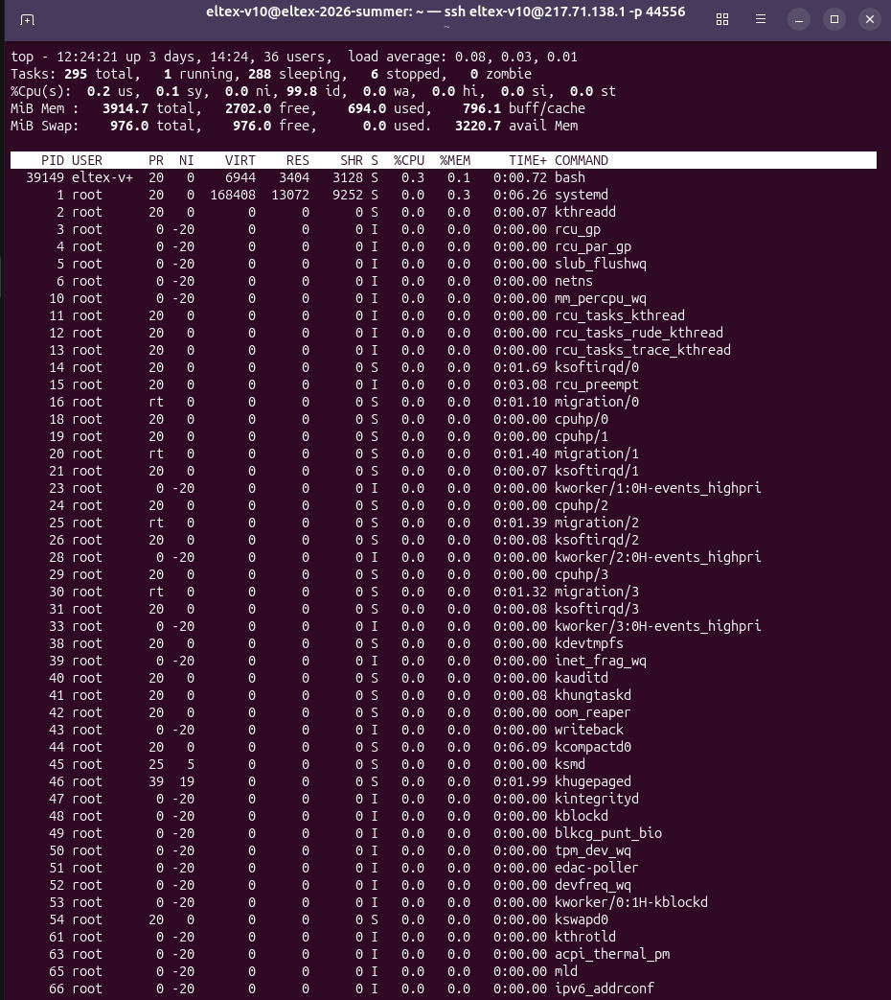 eltex-v10@eltex-2026-summer: ~ — ssh eltex-v10@217.71.138.1 -p 44556
~
top - 12:24:21 up 3 days, 14:24, 36 users,  load average: 0.08, 0.03, 0.01
Tasks: 295 total,   1 running, 288 sleeping,   6 stopped,   0 zombie
%Cpu(s):  0.2 us,  0.1 sy,  0.0 ni, 99.8 id,  0.0 wa,  0.0 hi,  0.0 si,  0.0 st
MiB Mem :   3914.7 total,   2702.0 free,    694.0 used,    796.1 buff/cache
MiB Swap:    976.0 total,    976.0 free,      0.0 used.   3220.7 avail Mem
PID USER      PR  NI    VIRT    RES    SHR S  %CPU  %MEM     TIME+ COMMAND
39149 eltex-v+  20   0    6944   3404   3128 S   0.3   0.1   0:00.72 bash
1 root      20   0  168408  13072   9252 S   0.0   0.3   0:06.26 systemd
2 root      20   0       0      0      0 S   0.0   0.0   0:00.07 kthreadd
3 root       0 -20       0      0      0 I   0.0   0.0   0:00.00 rcu_gp
4 root       0 -20       0      0      0 I   0.0   0.0   0:00.00 rcu_par_gp
5 root       0 -20       0      0      0 I   0.0   0.0   0:00.00 slub_flushwq
6 root       0 -20       0      0      0 I   0.0   0.0   0:00.00 netns
10 root       0 -20       0      0      0 I   0.0   0.0   0:00.00 mm_percpu_wq
11 root      20   0       0      0      0 I   0.0   0.0   0:00.00 rcu_tasks_kthread
12 root      20   0       0      0      0 I   0.0   0.0   0:00.00 rcu_tasks_rude_kthread
13 root      20   0       0      0      0 I   0.0   0.0   0:00.00 rcu_tasks_trace_kthread
14 root      20   0       0      0      0 S   0.0   0.0   0:01.69 ksoftirqd/0
15 root      20   0       0      0      0 I   0.0   0.0   0:03.08 rcu_preempt
16 root      rt   0       0      0      0 S   0.0   0.0   0:01.10 migration/0
18 root      20   0       0      0      0 S   0.0   0.0   0:00.00 cpuhp/0
19 root      20   0       0      0      0 S   0.0   0.0   0:00.00 cpuhp/1
20 root      rt   0       0      0      0 S   0.0   0.0   0:01.40 migration/1
21 root      20   0       0      0      0 S   0.0   0.0   0:00.07 ksoftirqd/1
23 root       0 -20       0      0      0 I   0.0   0.0   0:00.00 kworker/1:0H-events_highpri
24 root      20   0       0      0      0 S   0.0   0.0   0:00.00 cpuhp/2
25 root      rt   0       0      0      0 S   0.0   0.0   0:01.39 migration/2
26 root      20   0       0      0      0 S   0.0   0.0   0:00.08 ksoftirqd/2
28 root       0 -20       0      0      0 I   0.0   0.0   0:00.00 kworker/2:0H-events_highpri
29 root      20   0       0      0      0 S   0.0   0.0   0:00.00 cpuhp/3
30 root      rt   0       0      0      0 S   0.0   0.0   0:01.32 migration/3
31 root      20   0       0      0      0 S   0.0   0.0   0:00.08 ksoftirqd/3
33 root       0 -20       0      0      0 I   0.0   0.0   0:00.00 kworker/3:0H-events_highpri
38 root      20   0       0      0      0 S   0.0   0.0   0:00.00 kdevtmpfs
39 root       0 -20       0      0      0 I   0.0   0.0   0:00.00 inet_frag_wq
40 root      20   0       0      0      0 S   0.0   0.0   0:00.00 kauditd
41 root      20   0       0      0      0 S   0.0   0.0   0:00.08 khungtaskd
42 root      20   0       0      0      0 S   0.0   0.0   0:00.00 oom_reaper
43 root       0 -20       0      0      0 I   0.0   0.0   0:00.00 writeback
44 root      20   0       0      0      0 S   0.0   0.0   0:06.09 kcompactd0
45 root      25   5       0      0      0 S   0.0   0.0   0:00.00 ksmd
46 root      39  19       0      0      0 S   0.0   0.0   0:01.99 khugepaged
47 root       0 -20       0      0      0 I   0.0   0.0   0:00.00 kintegrityd
48 root       0 -20       0      0      0 I   0.0   0.0   0:00.00 kblockd
49 root       0 -20       0      0      0 I   0.0   0.0   0:00.00 blkcg_punt_bio
50 root       0 -20       0      0      0 I   0.0   0.0   0:00.00 tpm_dev_wq
51 root       0 -20       0      0      0 I   0.0   0.0   0:00.00 edac-poller
52 root       0 -20       0      0      0 I   0.0   0.0   0:00.00 devfreq_wq
53 root       0 -20       0      0      0 I   0.0   0.0   0:00.00 kworker/0:1H-kblockd
54 root      20   0       0      0      0 S   0.0   0.0   0:00.00 kswapd0
61 root       0 -20       0      0      0 I   0.0   0.0   0:00.00 kthrotld
63 root       0 -20       0      0      0 I   0.0   0.0   0:00.00 acpi_thermal_pm
65 root       0 -20       0      0      0 I   0.0   0.0   0:00.00 mld
66 root       0 -20       0      0      0 I   0.0   0.0   0:00.00 ipv6_addrconf